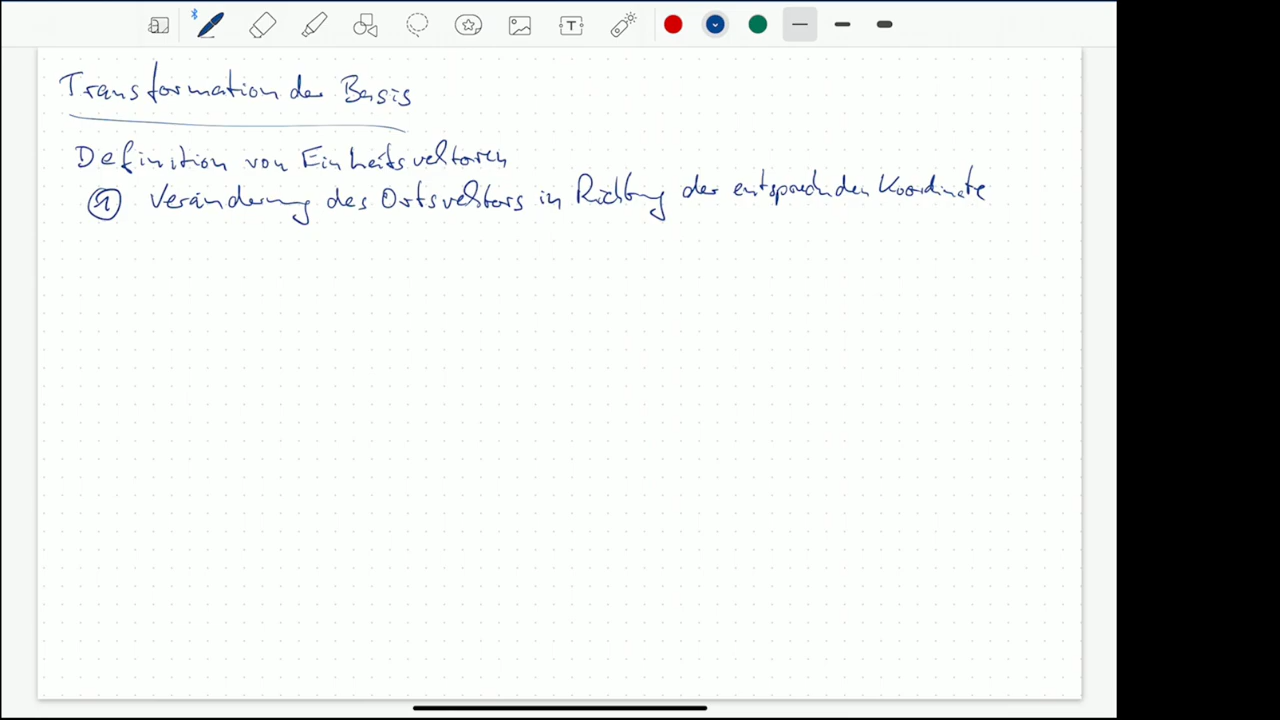 Transformation der Basis
Definition von Einheitsvektoren
① Veränderung des Ortsvektors in Richtung der entsprechenden Koordinate